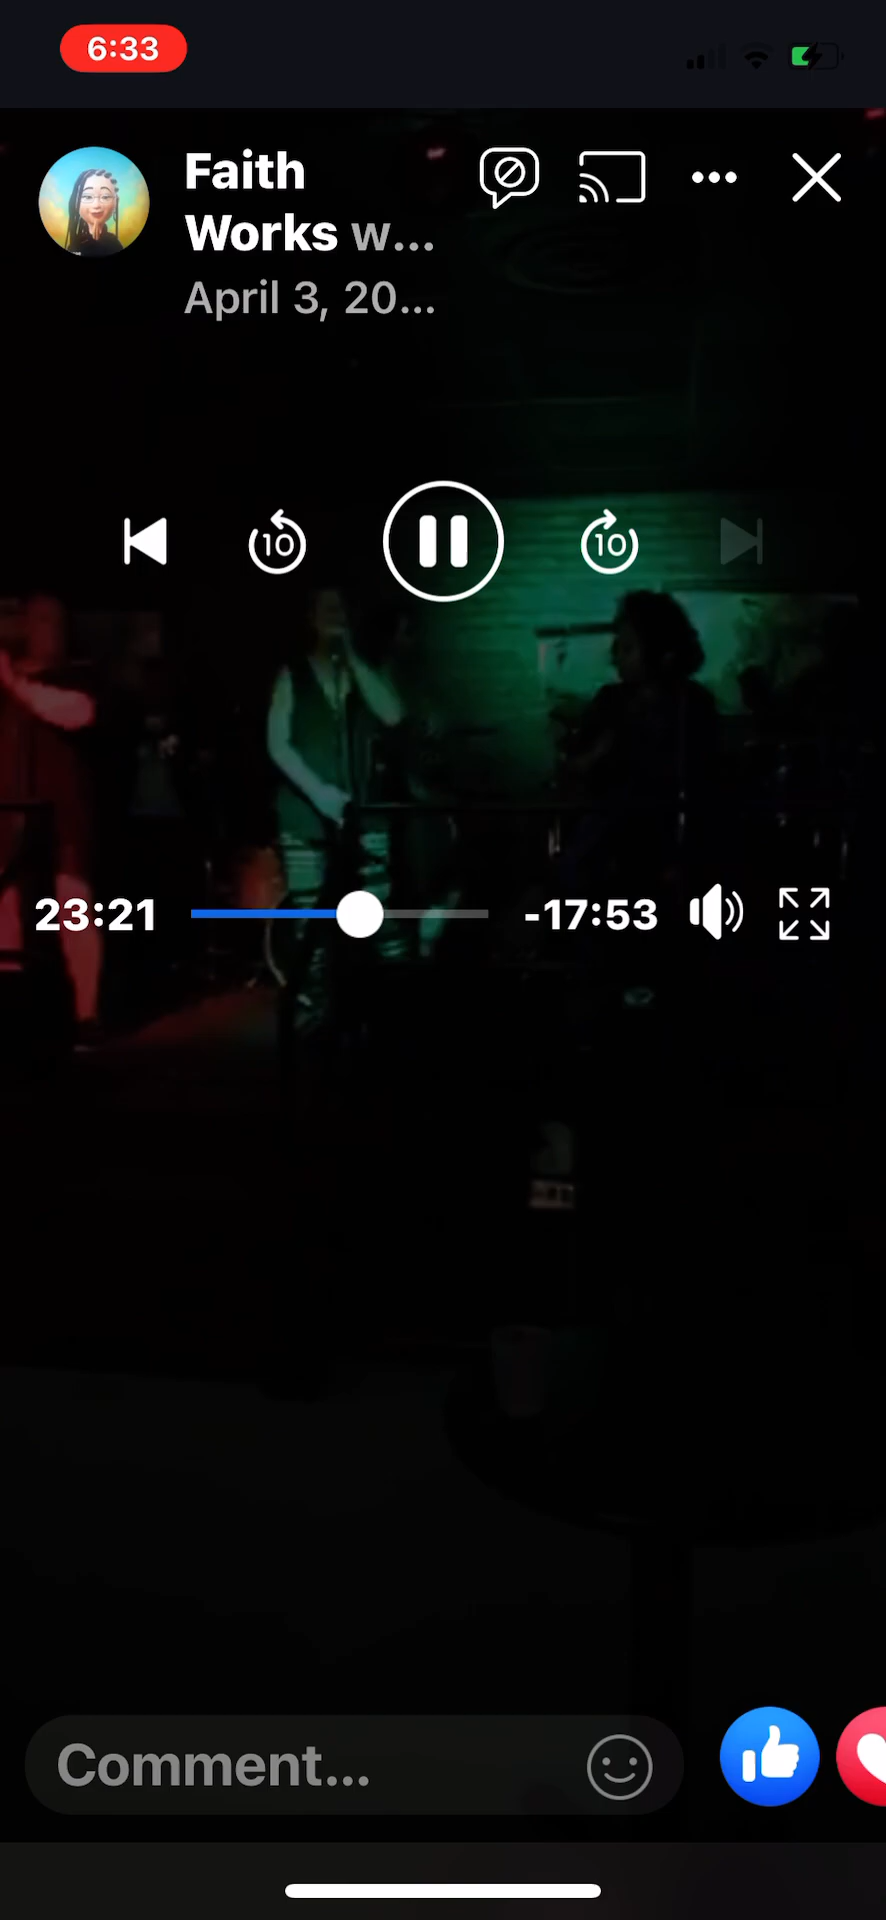 6:33
Faith
Works w...
April 3, 20...
10
10
23:21
-17:53
Comment...